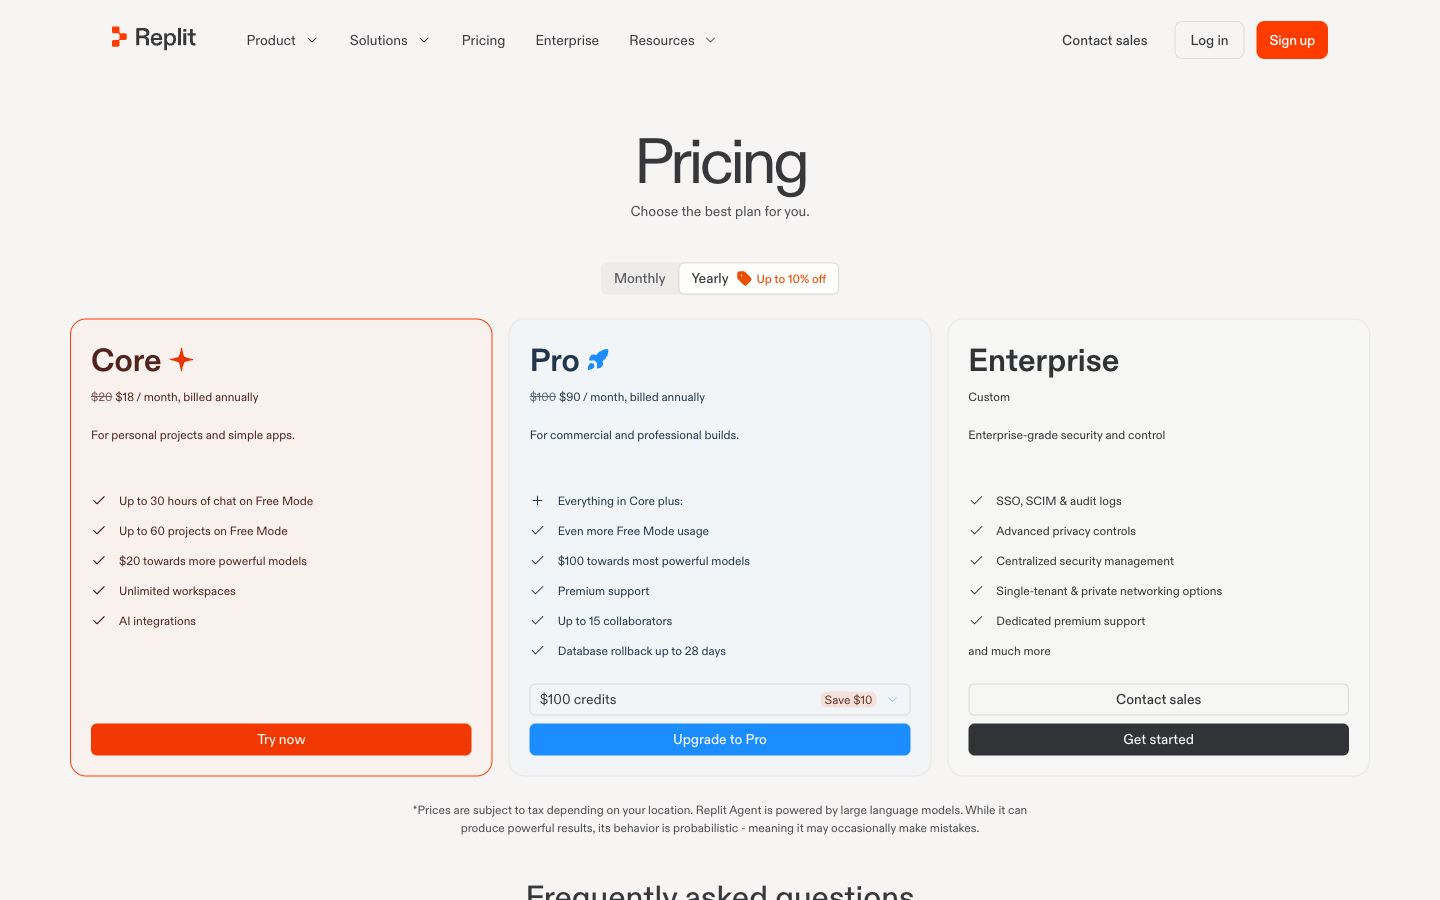 Replit
Product
Solutions
Pricing
Enterprise
Resources
Contact sales
Log in
Sign up
Pricing
Choose the best plan for you.
Monthly
Yearly
Up to 10% off
Core
$20 $18 / month, billed annually
For personal projects and simple apps.
Up to 30 hours of chat on Free Mode
Up to 60 projects on Free Mode
$20 towards more powerful models
Unlimited workspaces
AI integrations
Try now
Pro
$100 $90 / month, billed annually
For commercial and professional builds.
Everything in Core plus:
Even more Free Mode usage
$100 towards most powerful models
Premium support
Up to 15 collaborators
Database rollback up to 28 days
$100 credits
Save $10
Upgrade to Pro
Enterprise
Custom
Enterprise-grade security and control
SSO, SCIM & audit logs
Advanced privacy controls
Centralized security management
Single-tenant & private networking options
Dedicated premium support
and much more
Contact sales
Get started
*Prices are subject to tax depending on your location. Replit Agent is powered by large language models. While it can
produce powerful results, its behavior is probabilistic - meaning it may occasionally make mistakes.
Frequently asked questions